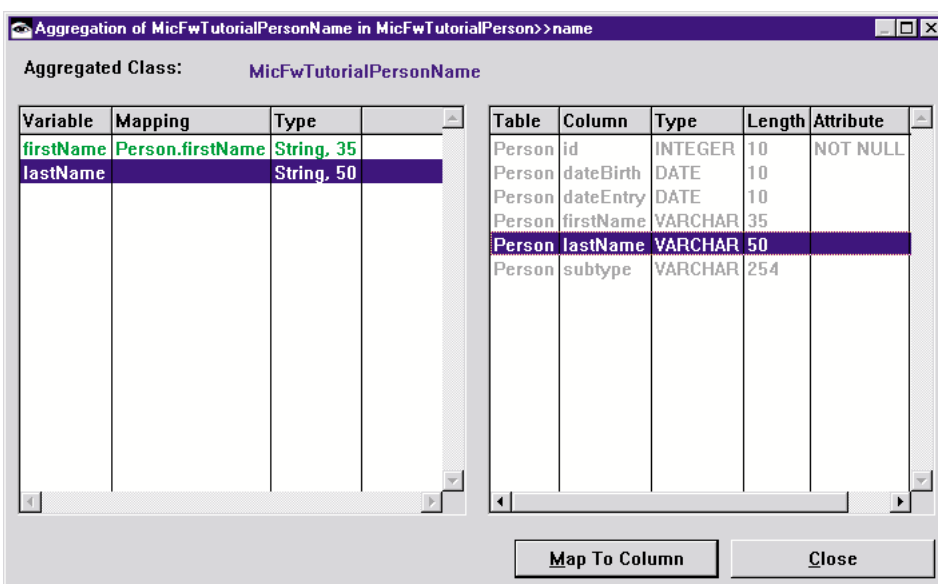 Aggregation of MicFwTutorialPersonName in MicFwTutorialPerson>>name
Aggregated Class: MicFwTutorialPersonName
Variable Mapping Type
firstName Person.firstName String, 35
lastName String, 50
Table Column Type Length Attribute
Person id INTEGER 10 NOT NULL
Person dateBirth DATE 10
Person dateEntry DATE 10
Person firstName VARCHAR 35
Person lastName VARCHAR 50
Person subtype VARCHAR 254
Map To Column Close